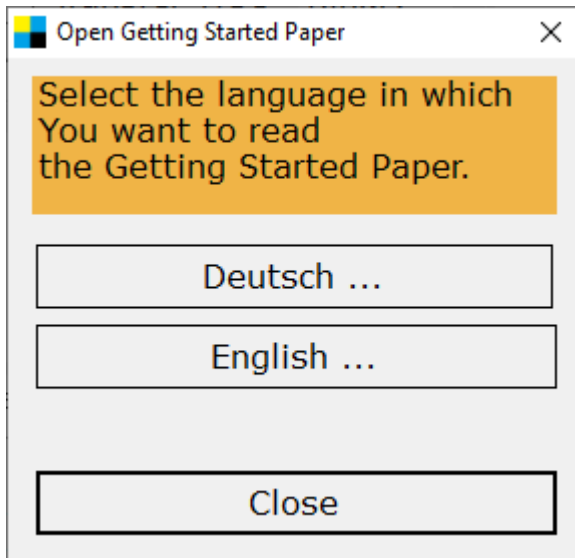 Open Getting Started Paper
Select the language in which
You want to read
the Getting Started Paper.
Deutsch ...
English ...
Close